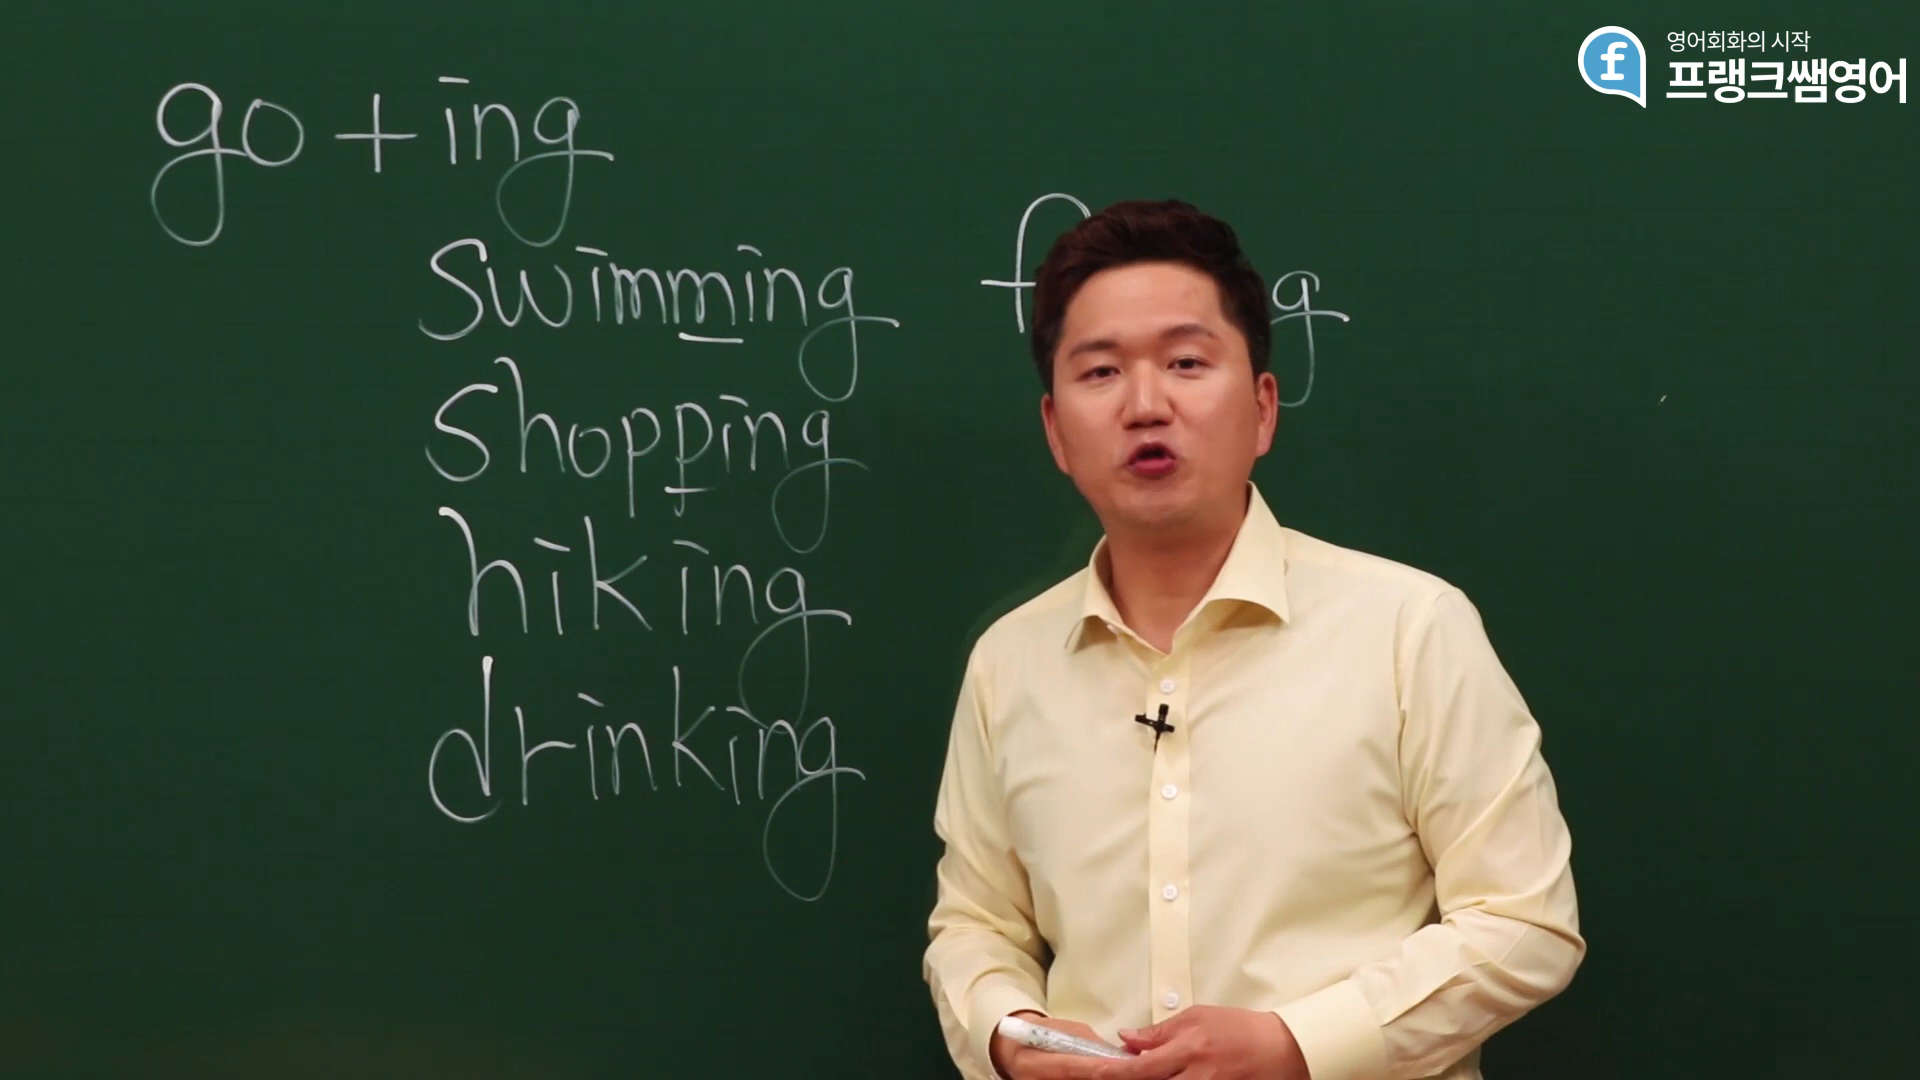 영어회화의 시작
프랭크쌤영어
go + ing
swimming
shopping
hiking
drinking